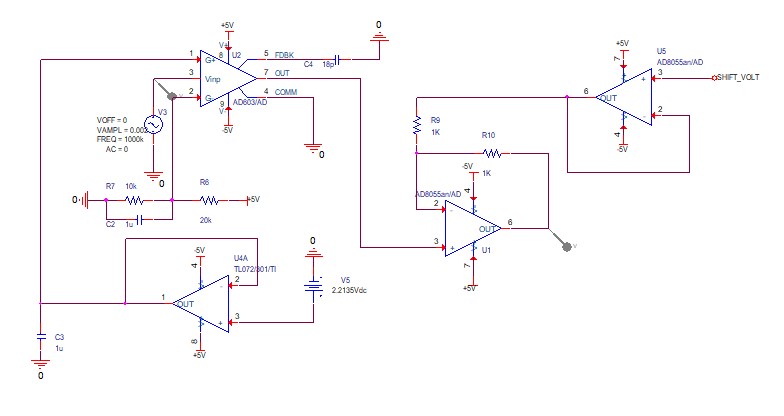 +5V
0
V+
8
U2
1
G+
5
FDBK
C4
18p
3
Vinp
7
OUT
2
G-
4
COMM
AD603/AD
9
V-
-5V
V3
VOFF = 0
VAMPL = 0.002
FREQ = 1000k
AC = 0
0
0
R7
10k
R6
0
+5V
C2
1u
20k
U5
+5V
AD8055an/AD
7
3
+
SHIFT_VOLT
6
OUT
2
-
4
-5V
R9
1K
R10
1K
-5V
AD8055an/AD
4
2
-
6
OUT
3
+
U1
7
+5V
0
U4A
-5V
TL072/301/TI
4
2
-
V5
2.2135Vdc
1
OUT
3
+
8
+5V
C3
1u
0